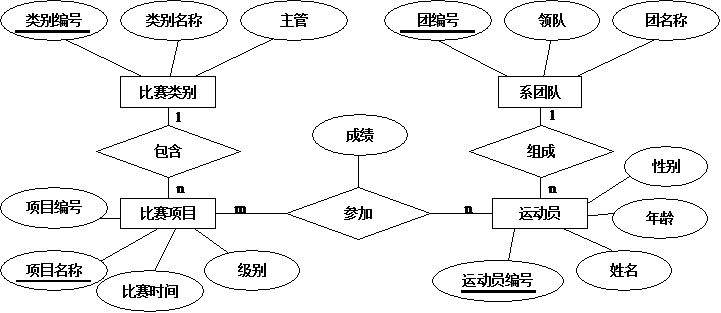 类别编号
类别名称
主管
团编号
领队
团名称
比赛类别
系团队
1
1
成绩
包含
组成
性别
n
n
项目编号
比赛项目
m
参加
n
运动员
年龄
项目名称
级别
姓名
比赛时间
运动员编号